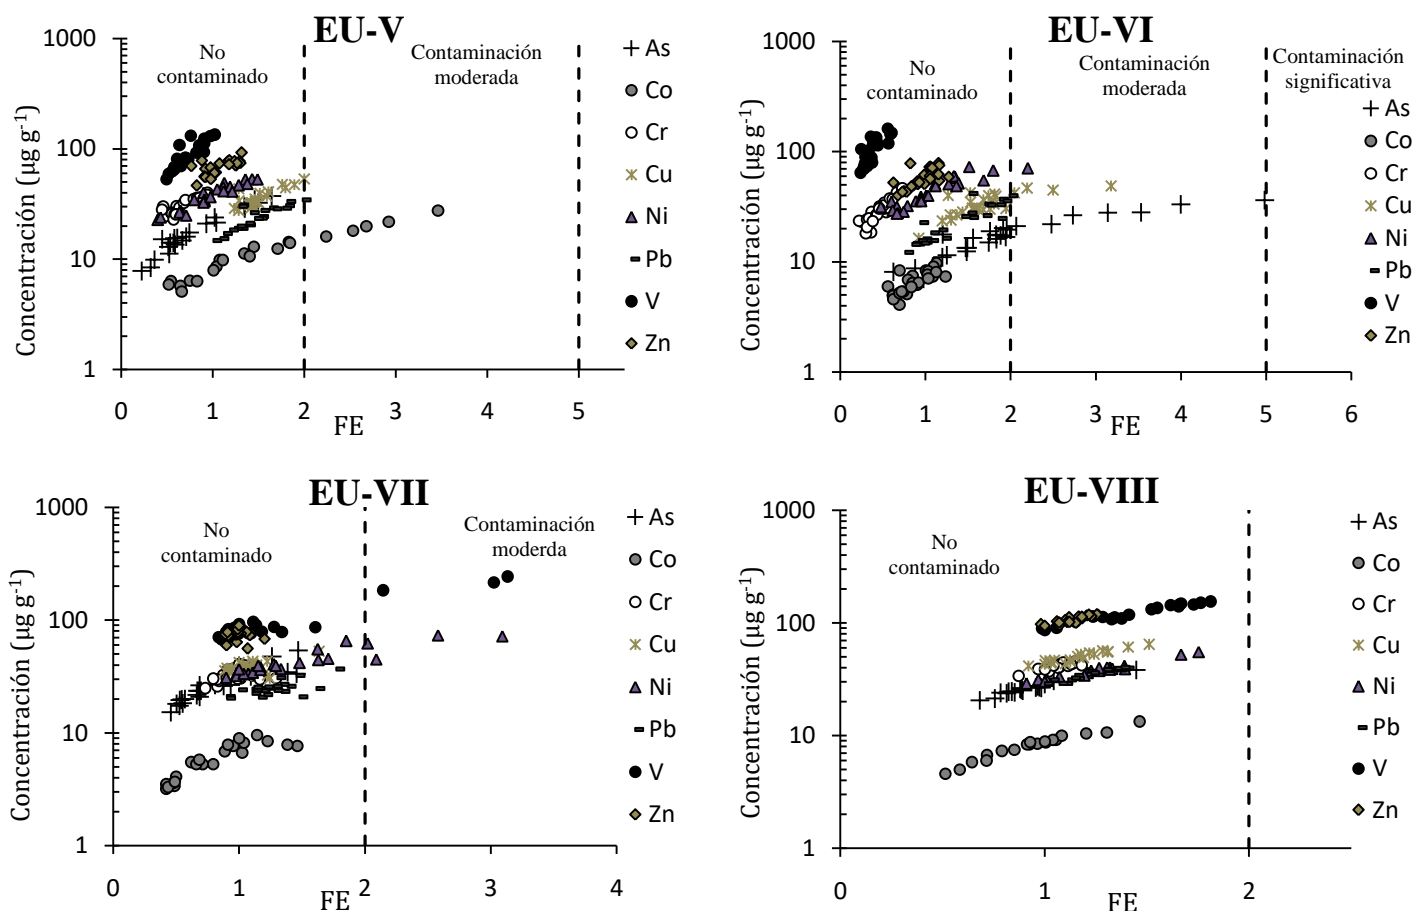 EU-V
No
contaminado
Contaminación
moderada
1000
100
10
1
Concentración (µg g-1)
0
1
2
3
4
5
FE
As
Co
Cr
Cu
Ni
Pb
V
Zn
EU-VI
No
contaminado
Contaminación
moderada
Contaminación
significativa
1000
100
10
1
Concentración (µg g-1)
0
1
2
3
4
5
6
FE
As
Co
Cr
Cu
Ni
Pb
V
Zn
EU-VII
No
contaminado
Contaminación
moderda
1000
100
10
1
Concentración (µg g-1)
0
1
2
3
4
FE
As
Co
Cr
Cu
Ni
Pb
V
Zn
EU-VIII
No
contaminado
1000
100
10
1
Concentración (µg g-1)
0
1
2
FE
As
Co
Cr
Cu
Ni
Pb
V
Zn